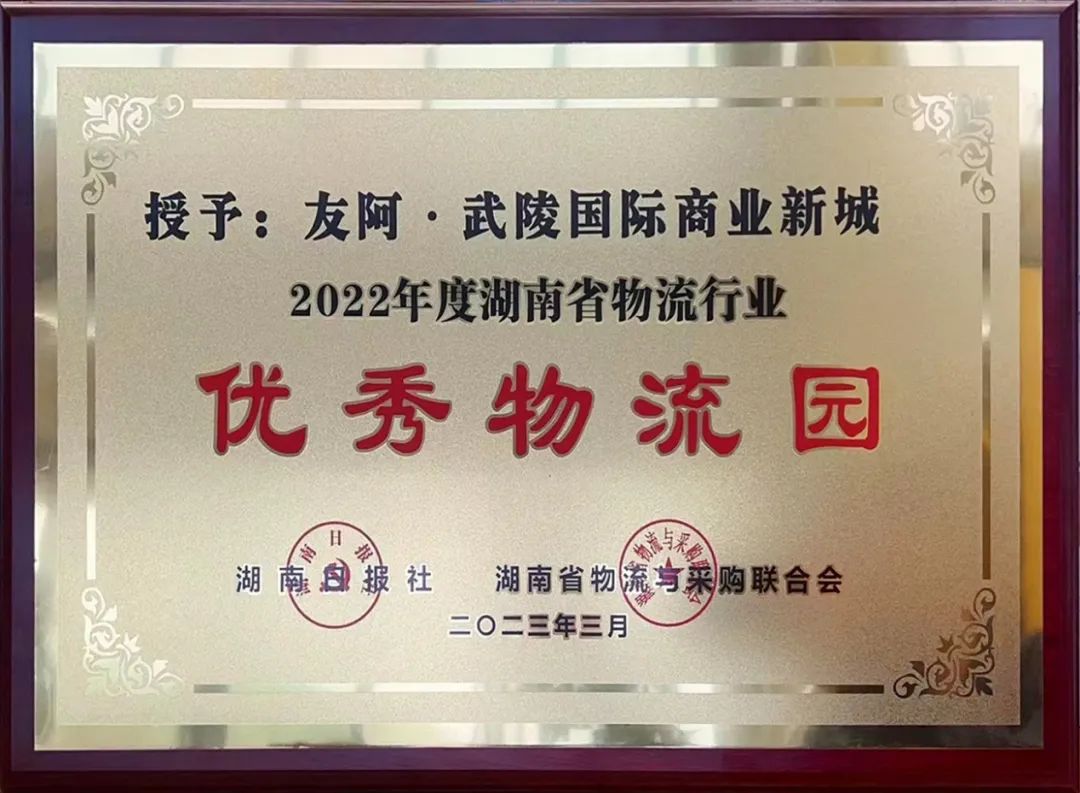 授予：友阿·武陵国际商业新城
2022年度湖南省物流行业
优秀物流园
湖南日报社 湖南省物流与采购联合会
二〇二三年三月